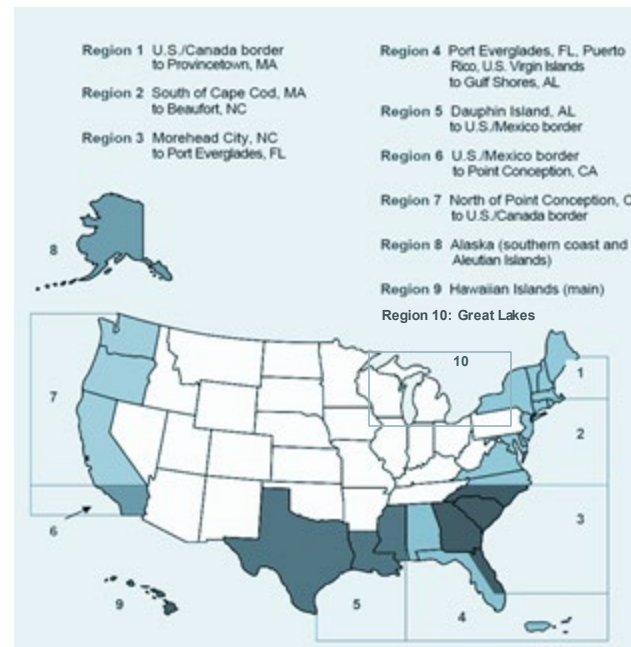 Region 1 U.S./Canada border
to Provincetown, MA
Region 2 South of Cape Cod, MA
to Beaufort, NC
Region 3 Morehead City, NC
to Port Everglades, FL
Region 4 Port Everglades, FL, Puerto
Rico, U.S. Virgin Islands
to Gulf Shores, AL
Region 5 Dauphin Island, AL
to U.S./Mexico border
Region 6 U.S./Mexico border
to Point Conception, CA
Region 7 North of Point Conception, C
to U.S./Canada border
Region 8 Alaska (southern coast and
Aleutian Islands)
Region 9 Hawaiian Islands (main)
Region 10: Great Lakes
8
10
1
7
2
3
6
9
5
4